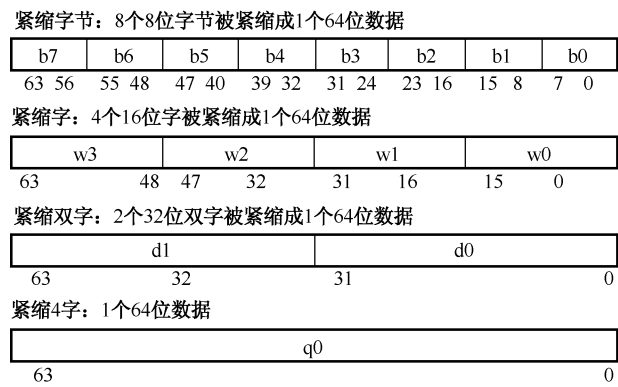 紧缩字节：8个8位字节被紧缩成1个64位数据
b7 b6 b5 b4 b3 b2 b1 b0
63 56 55 48 47 40 39 32 31 24 23 16 15 8 7 0
紧缩字：4个16位字被紧缩成1个64位数据
w3 w2 w1 w0
63 48 47 32 31 16 15 0
紧缩双字：2个32位双字被紧缩成1个64位数据
d1 d0
63 32 31 0
紧缩4字：1个64位数据
q0
63 0